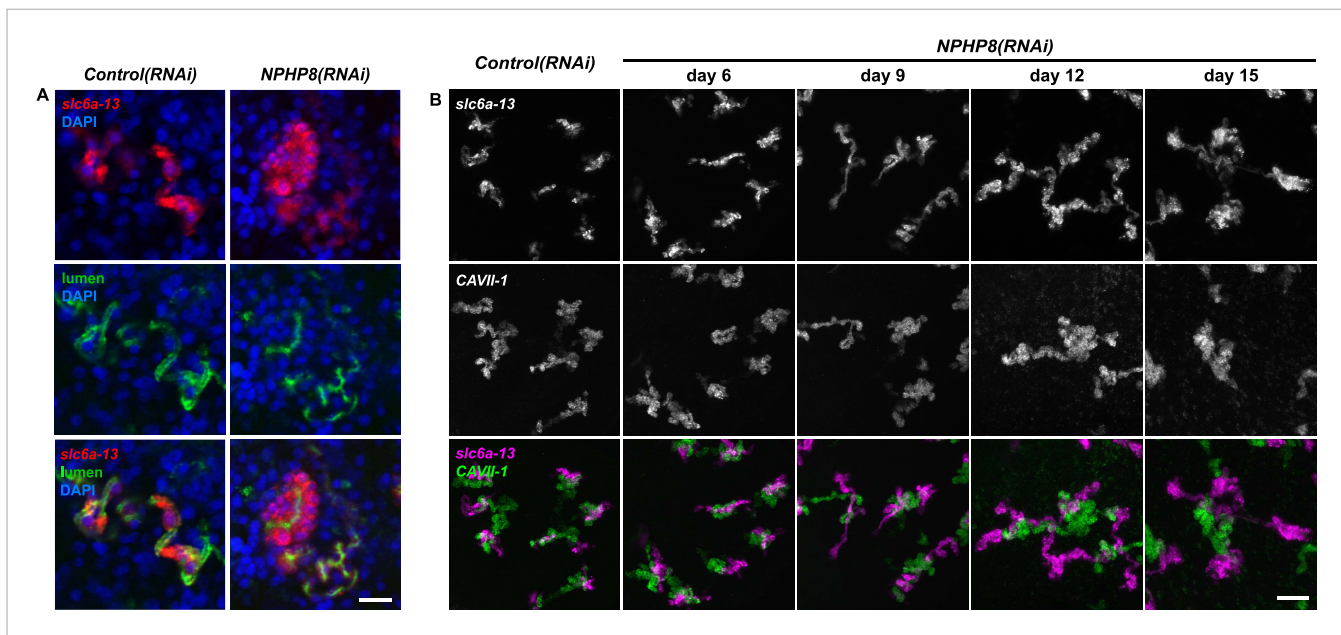 A
Control(RNAi)
NPHP8(RNAi)
slc6a-13
DAPI
lumen
DAPI
slc6a-13
lumen
DAPI
B
Control(RNAi)
NPHP8(RNAi)
day 6
day 9
day 12
day 15
slc6a-13
CAVII-1
slc6a-13
CAVII-1